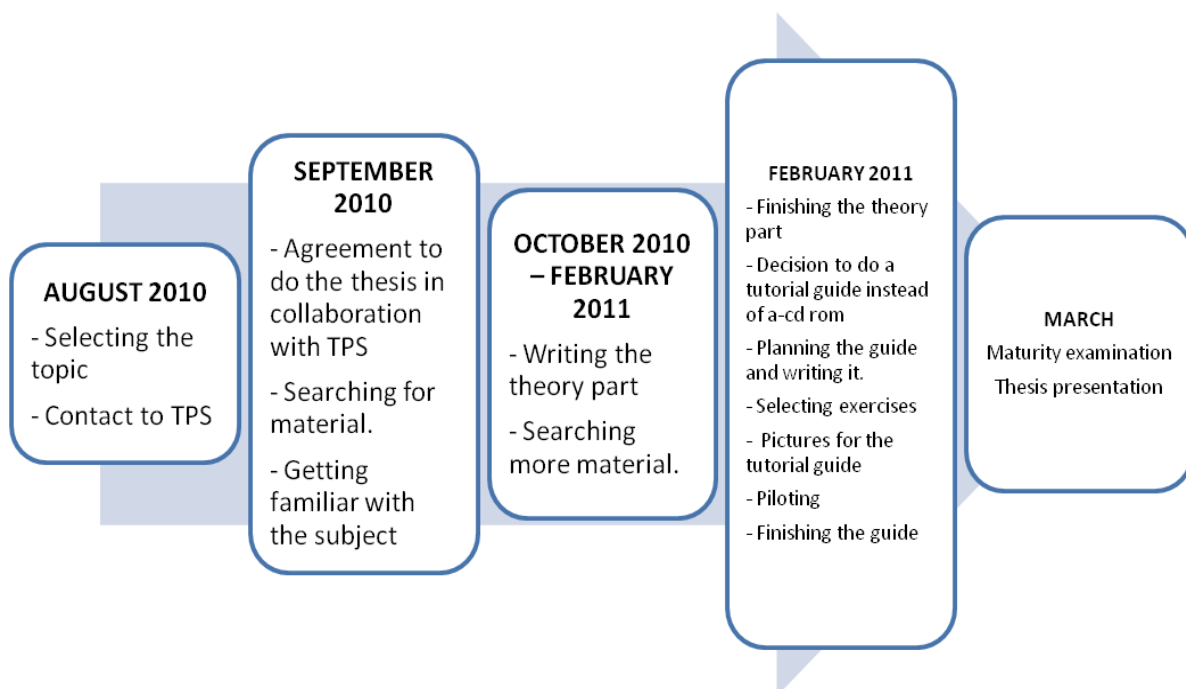 AUGUST 2010
- Selecting the
topic
- Contact to TPS
SEPTEMBER
2010
- Agreement to
do the thesis in
collaboration
with TPS
- Searching for
material.
- Getting
familiar with
the subject
OCTOBER 2010
– FEBRUARY
2011
- Writing the
theory part
- Searching
more material.
FEBRUARY 2011
- Finishing the theory
part
- Decision to do a
tutorial guide instead
of a-cd rom
- Planning the guide
and writing it.
- Selecting exercises
- Pictures for the
tutorial guide
- Piloting
- Finishing the guide
MARCH
Maturity examination
Thesis presentation